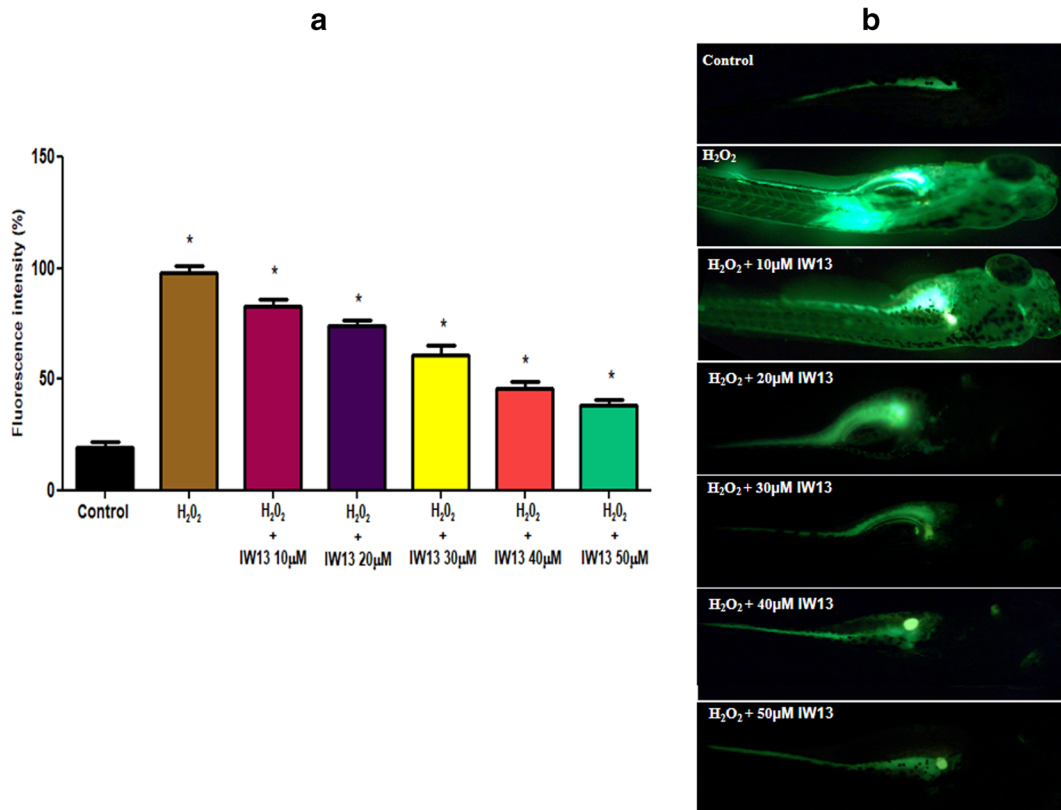 a
b
150
100
50
0
Fluorescence intensity (%)
*
*
*
*
*
*
Control
H₂O₂
H₂O₂
+
IW13 10µM
H₂O₂
+
IW13 20µM
H₂O₂
+
IW13 30µM
H₂O₂
+
IW13 40µM
H₂O₂
+
IW13 50µM
Control
H₂O₂
H₂O₂ + 10µM IW13
H₂O₂ + 20µM IW13
H₂O₂ + 30µM IW13
H₂O₂ + 40µM IW13
H₂O₂ + 50µM IW13